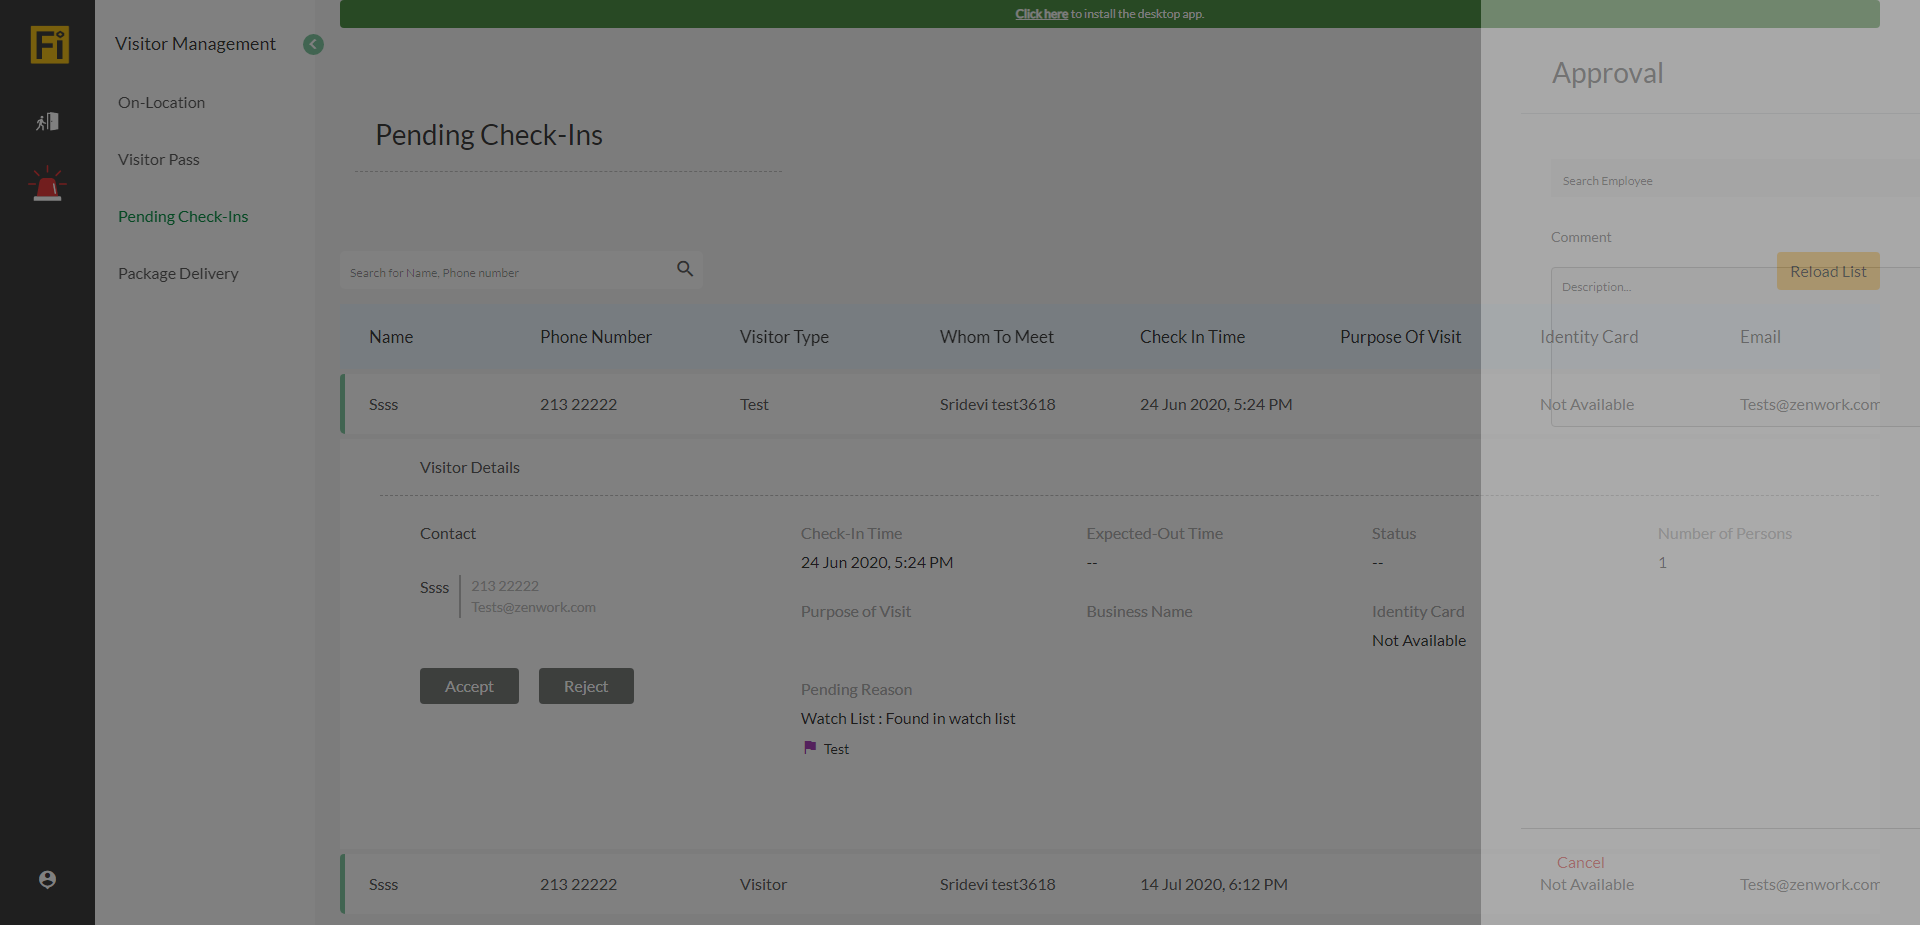 Click here to install the desktop app.
Fi
Visitor Management
On-Location
Visitor Pass
Pending Check-Ins
Package Delivery
Pending Check-Ins
Search for Name, Phone number
Reload List
Name Phone Number Visitor Type Whom To Meet Check In Time Purpose Of Visit Identity Card Email
Ssss 213 22222 Test Sridevi test3618 24 Jun 2020, 5:24 PM Not Available Tests@zenwork.com
Visitor Details
Contact
Ssss
213 22222
Tests@zenwork.com
Accept Reject
Check-In Time Expected-Out Time Status Number of Persons
24 Jun 2020, 5:24 PM -- -- 1
Purpose of Visit Business Name Identity Card
Not Available
Pending Reason
Watch List : Found in watch list
Test
Ssss 213 22222 Visitor Sridevi test3618 14 Jul 2020, 6:12 PM Not Available Tests@zenwork.com
Approval
Search Employee
Comment
Description...
Cancel